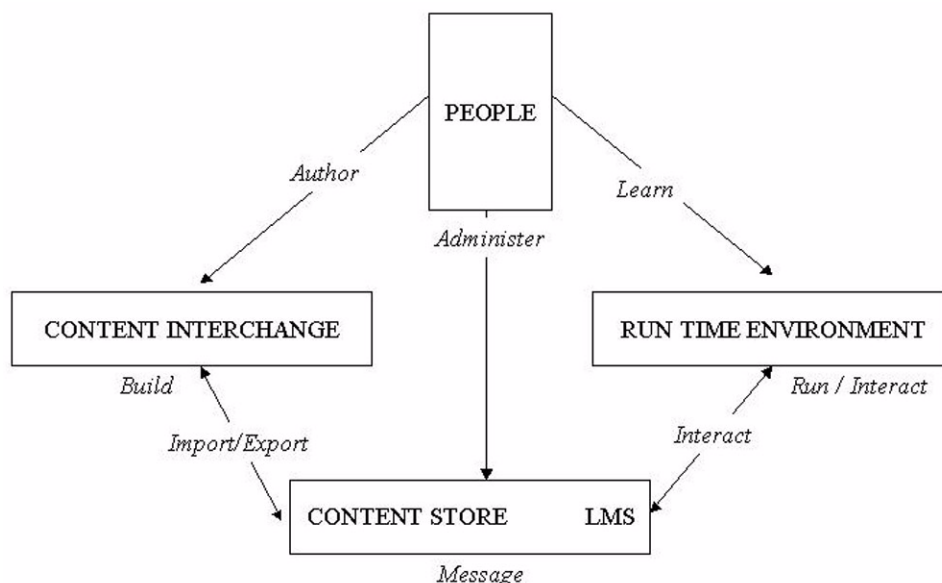 PEOPLE
Author
Learn
Administer
CONTENT INTERCHANGE
RUN TIME ENVIRONMENT
Build
Run / Interact
Import/Export
Interact
CONTENT STORE LMS
Message